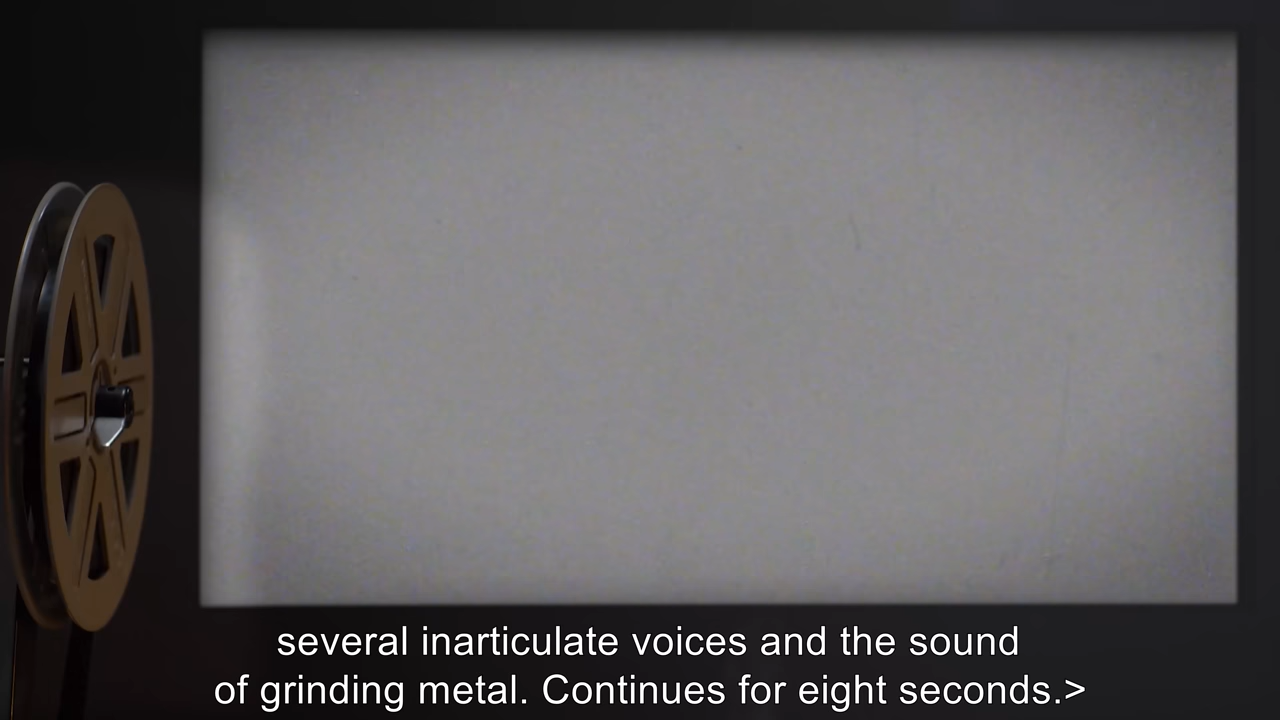 several inarticulate voices and the sound
of grinding metal. Continues for eight seconds.>